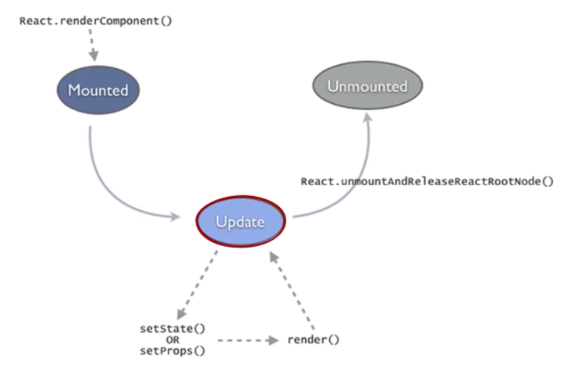 React.renderComponent()
Mounted
Unmounted
React.unmountAndReleaseReactRootNode()
Update
setState()
OR
setProps()
render()